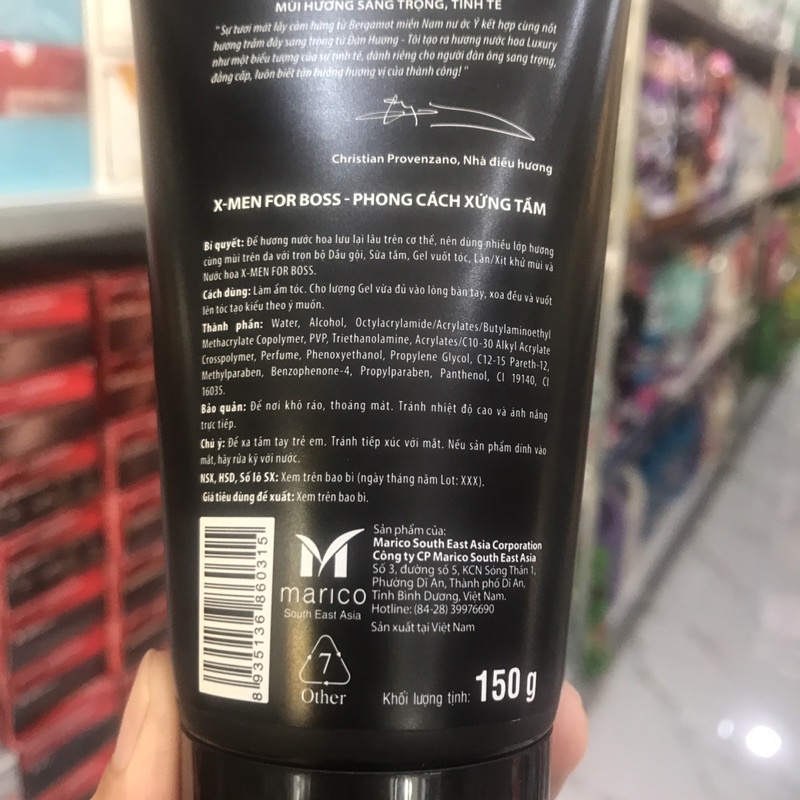 MÙI HƯƠNG SANG TRỌNG, TINH TẾ
"Sự tươi mát lấy cảm hứng từ Bergamot miền Nam nước Ý kết hợp cùng nốt
hương trầm đầy sang trọng từ Đàn Hương - Tôi tạo ra hương nước hoa Luxury
như một biểu tượng của sự tinh tế, dành riêng cho người đàn ông sang trọng,
đẳng cấp, luôn biết tận hưởng hương vị của thành công!"
Christian Provenzano, Nhà điều hương
X-MEN FOR BOSS - PHONG CÁCH XỨNG TẦM
Bí quyết: Để hương nước hoa lưu lại lâu trên cơ thể, nên dùng nhiều lớp hương
cùng mùi trên da với trọn bộ Dầu gội, Sữa tắm, Gel vuốt tóc, Lăn/Xịt khử mùi và
Nước hoa X-MEN FOR BOSS.
Cách dùng: Làm ẩm tóc. Cho lượng Gel vừa đủ vào lòng bàn tay, xoa đều và vuốt
lên tóc tạo kiểu theo ý muốn.
Thành phần: Water, Alcohol, Octylacrylamide/Acrylates/Butylaminoethyl
Methacrylate Copolymer, PVP, Triethanolamine, Acrylates/C10-30 Alkyl Acrylate
Crosspolymer, Perfume, Phenoxyethanol, Propylene Glycol, C12-15 Pareth-12,
Methylparaben, Benzophenone-4, Propylparaben, Panthenol, CI 19140, CI
16035.
Bảo quản: Để nơi khô ráo, thoáng mát. Tránh nhiệt độ cao và ánh nắng
trực tiếp.
Chú ý: Để xa tầm tay trẻ em. Tránh tiếp xúc với mắt. Nếu sản phẩm dính vào
mắt, hãy rửa kỹ với nước.
NSX, HSD, Số lô SX: Xem trên bao bì (ngày tháng năm Lot: XXX).
Giá tiêu dùng đề xuất: Xem trên bao bì.
8 935136 860315
marico
South East Asia
Sản phẩm của:
Marico South East Asia Corporation
Công ty CP Marico South East Asia
Số 3, đường số 5, KCN Sóng Thần 1,
Phường Dĩ An, Thành phố Dĩ An,
Tỉnh Bình Dương, Việt Nam.
Hotline: (84-28) 39976690
Sản xuất tại Việt Nam
7
Other
Khối lượng tịnh: 150 g